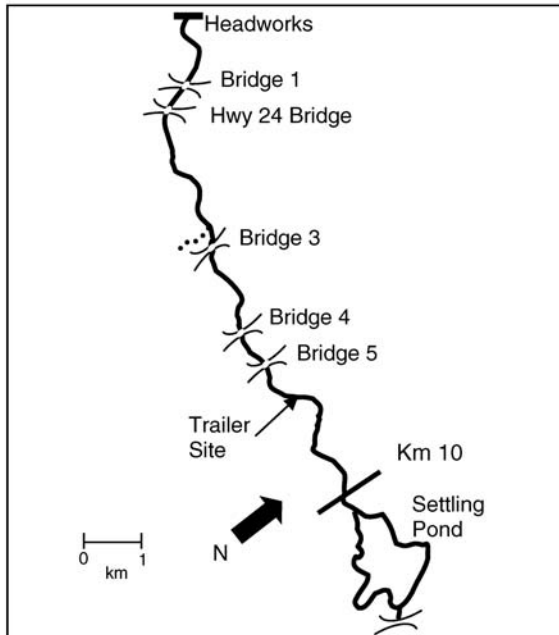 Headworks
Bridge 1
Hwy 24 Bridge
Bridge 3
Bridge 4
Bridge 5
Trailer
Site
Km 10
Settling
Pond
N
0 1
km